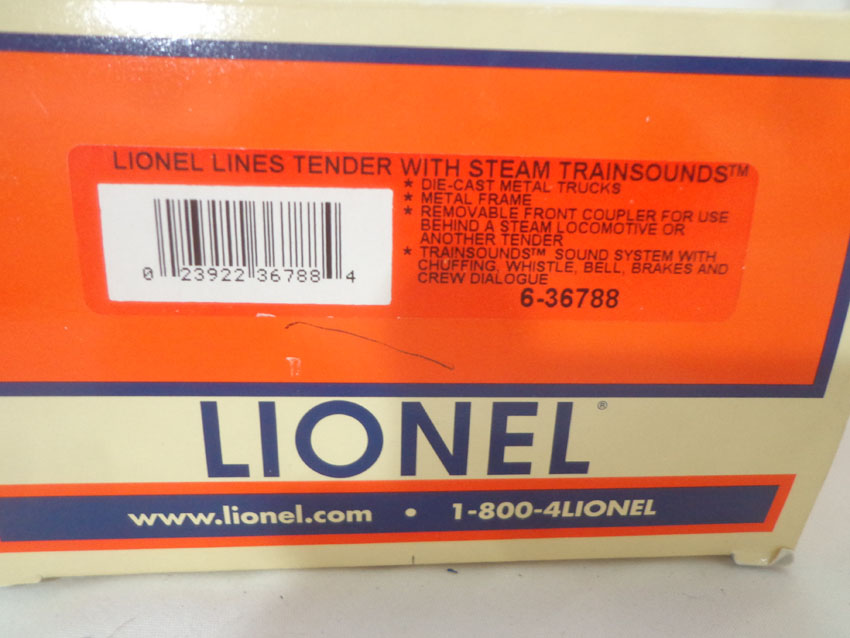 LIONEL LINES TENDER WITH STEAM TRAINSOUNDS™
* DIE-CAST METAL TRUCKS
* METAL FRAME
* REMOVABLE FRONT COUPLER FOR USE
BEHIND A STEAM LOCOMOTIVE OR
ANOTHER TENDER
* TRAINSOUNDS™ SOUND SYSTEM WITH
CHUFFING, WHISTLE, BELL, BRAKES AND
CREW DIALOGUE
6-36788
0 23922 36788 4
LIONEL®
www.lionel.com • 1-800-4LIONEL